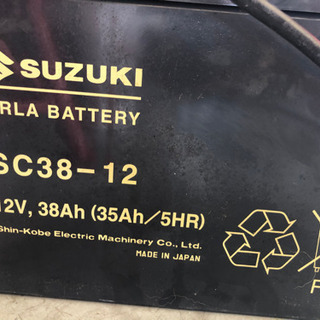 SUZUKI
RLA BATTERY
SC38-12
12V, 38Ah (35Ah/5HR)
Shin-Kobe Electric Machinery Co., Ltd.
MADE IN JAPAN
P